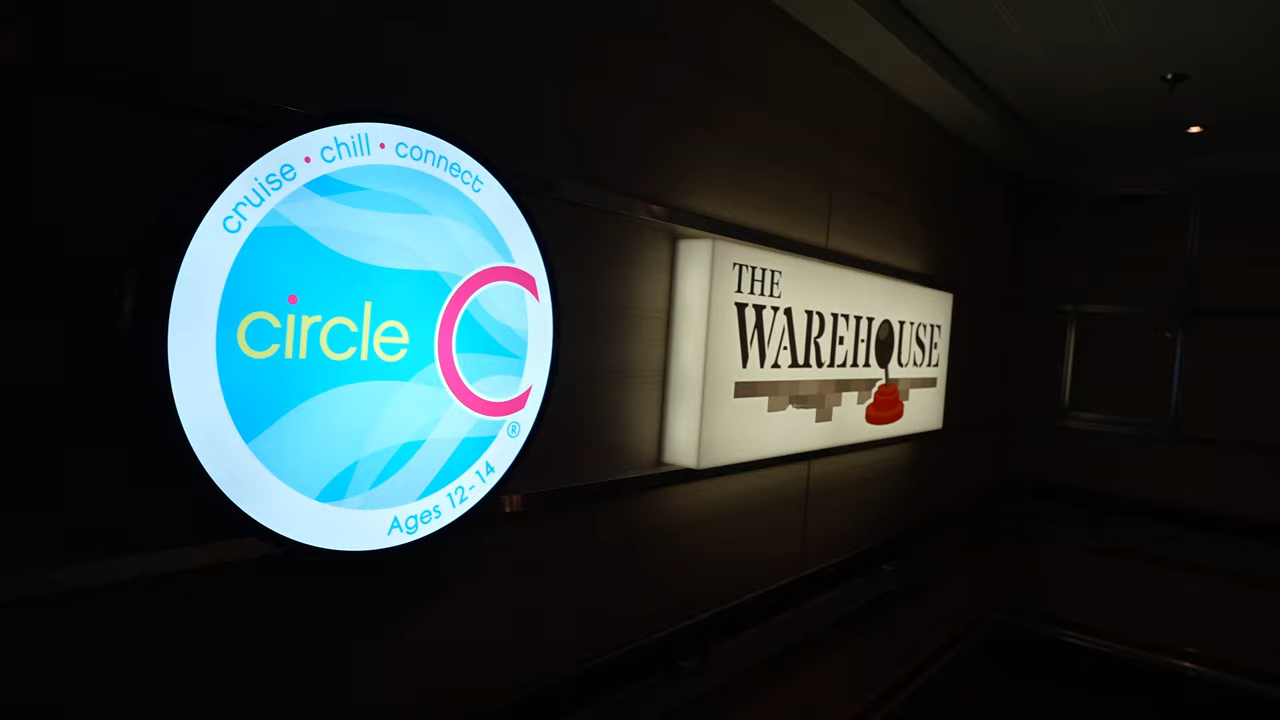 cruise • chill • connect
circle C®
Ages 12-14
THE
WAREHOUSE